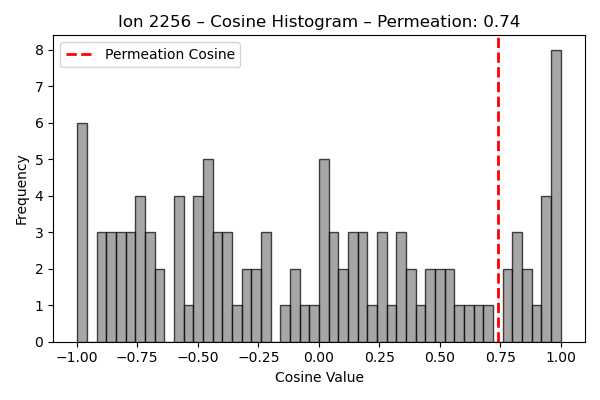 Ion 2256 – Cosine Histogram – Permeation: 0.74
Permeation Cosine
Frequency
8
7
6
5
4
3
2
1
0
−1.00 −0.75 −0.50 −0.25 0.00 0.25 0.50 0.75 1.00
Cosine Value